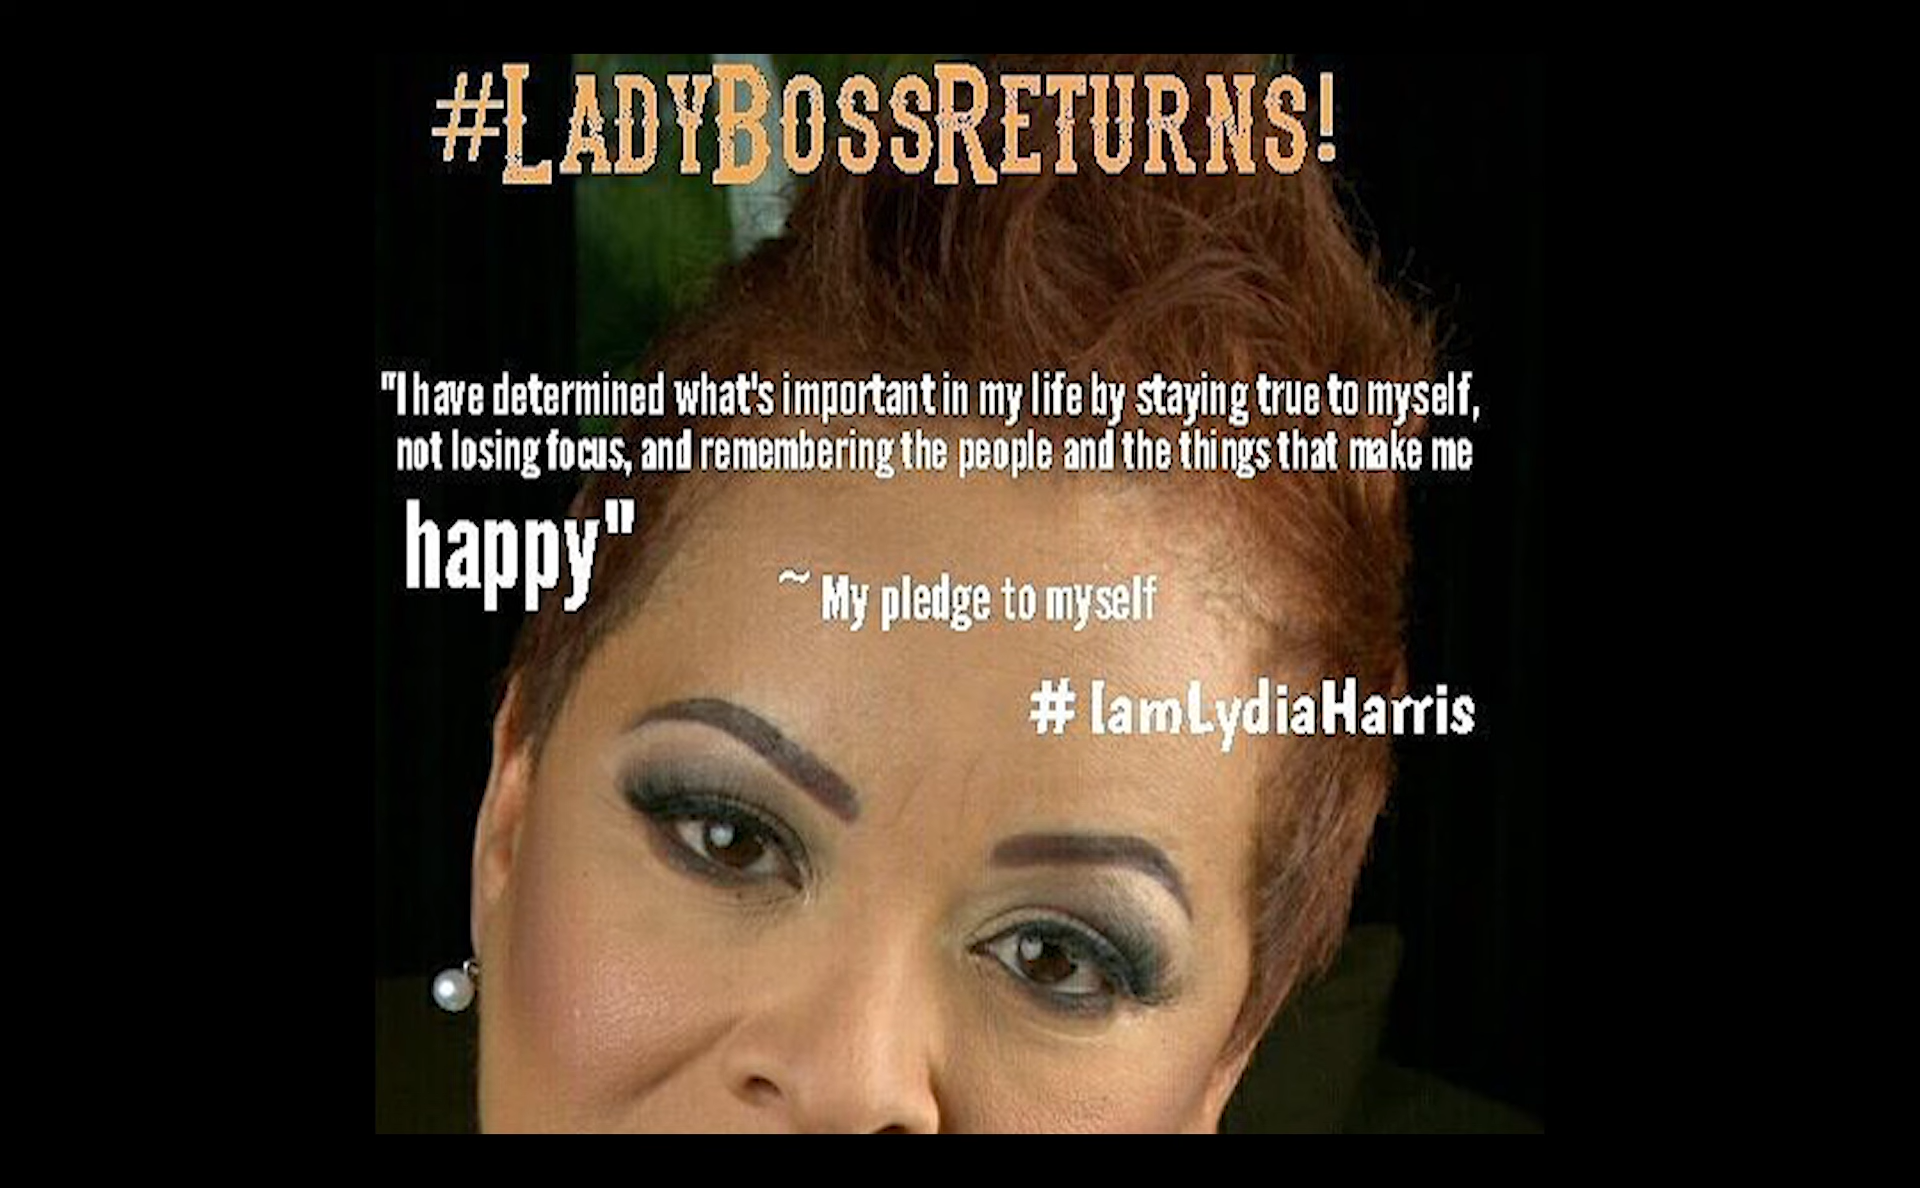 #LadyBossReturns!
"I have determined what's important in my life by staying true to myself,
not losing focus, and remembering the people and the things that make me
happy"
~ My pledge to myself
# IamLydiaHarris